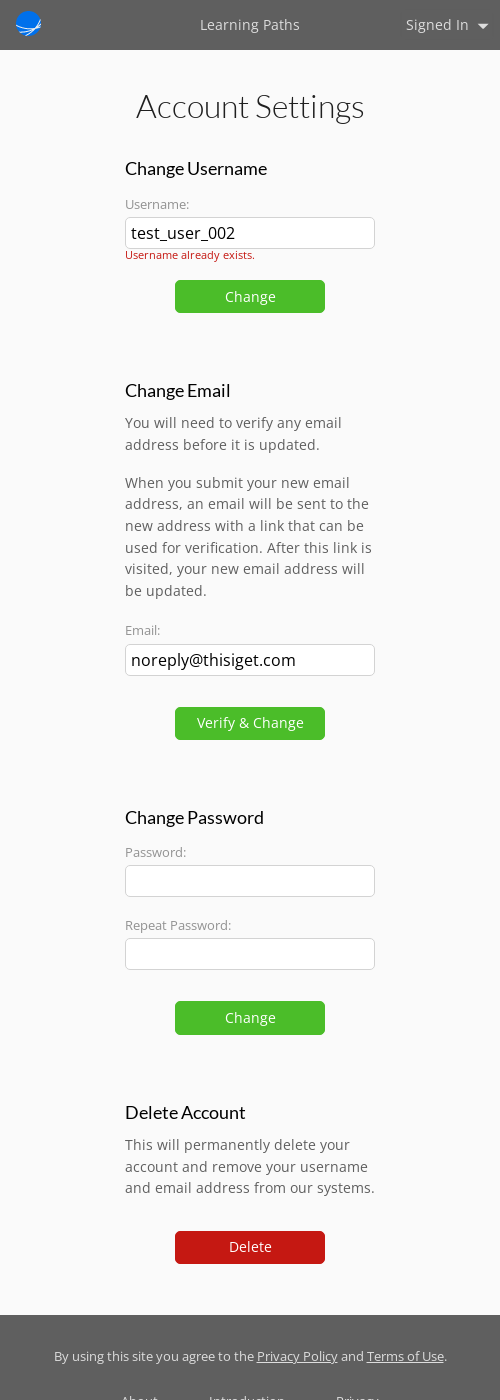 Learning Paths
Signed In
Account Settings
Change Username
Username:
test_user_002
Username already exists.
Change
Change Email
You will need to verify any email
address before it is updated.
When you submit your new email
address, an email will be sent to the
new address with a link that can be
used for verification. After this link is
visited, your new email address will
be updated.
Email:
noreply@thisiget.com
Verify & Change
Change Password
Password:
Repeat Password:
Change
Delete Account
This will permanently delete your
account and remove your username
and email address from our systems.
Delete
By using this site you agree to the Privacy Policy and Terms of Use.
About Introduction Privacy